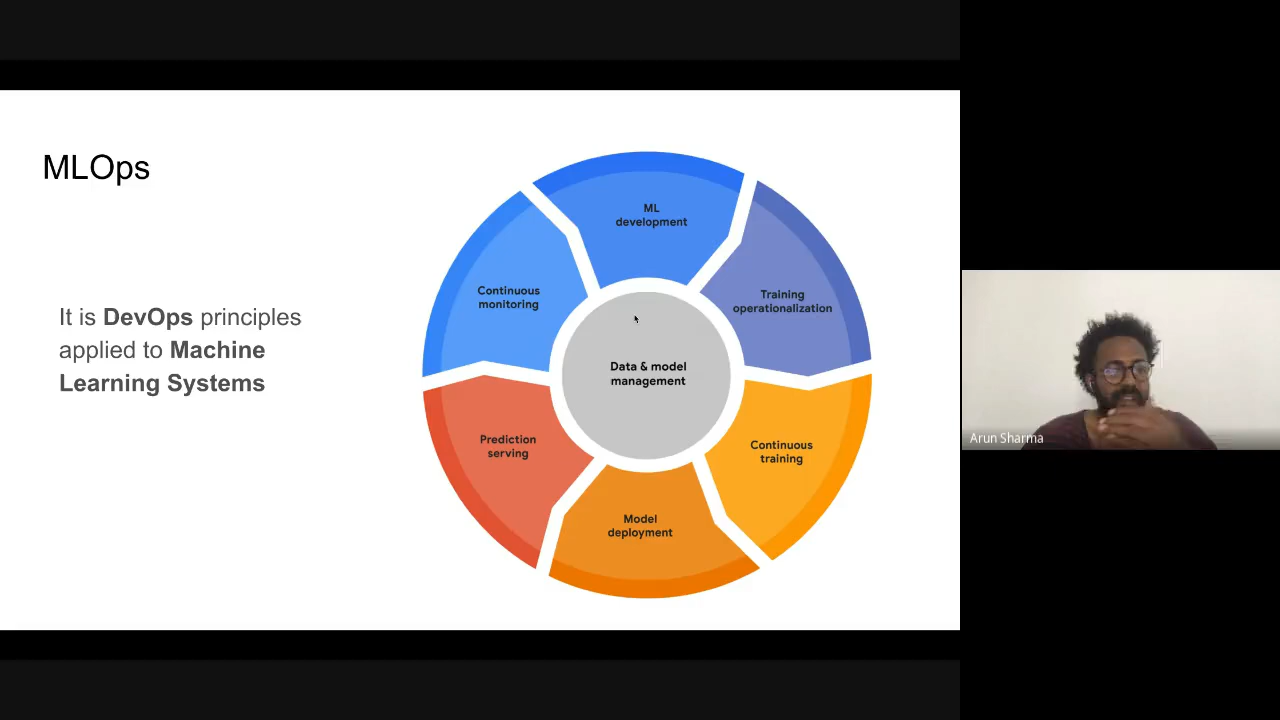 MLOps
It is DevOps principles
applied to Machine
Learning Systems
ML
development
Training
operationalization
Continuous
training
Model
deployment
Prediction
serving
Continuous
monitoring
Data & model
management
Arun Sharma